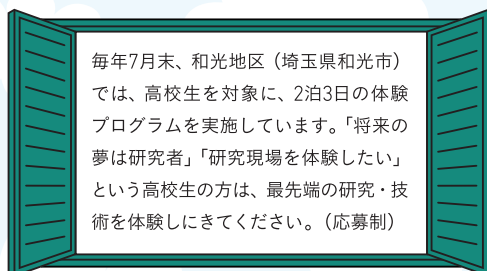 毎年7月末、和光地区（埼玉県和光市）
では、高校生を対象に、2泊3日の体験
プログラムを実施しています。「将来の
夢は研究者」「研究現場を体験したい」
という高校生の方は、最先端の研究・技
術を体験しにきてください。（応募制）